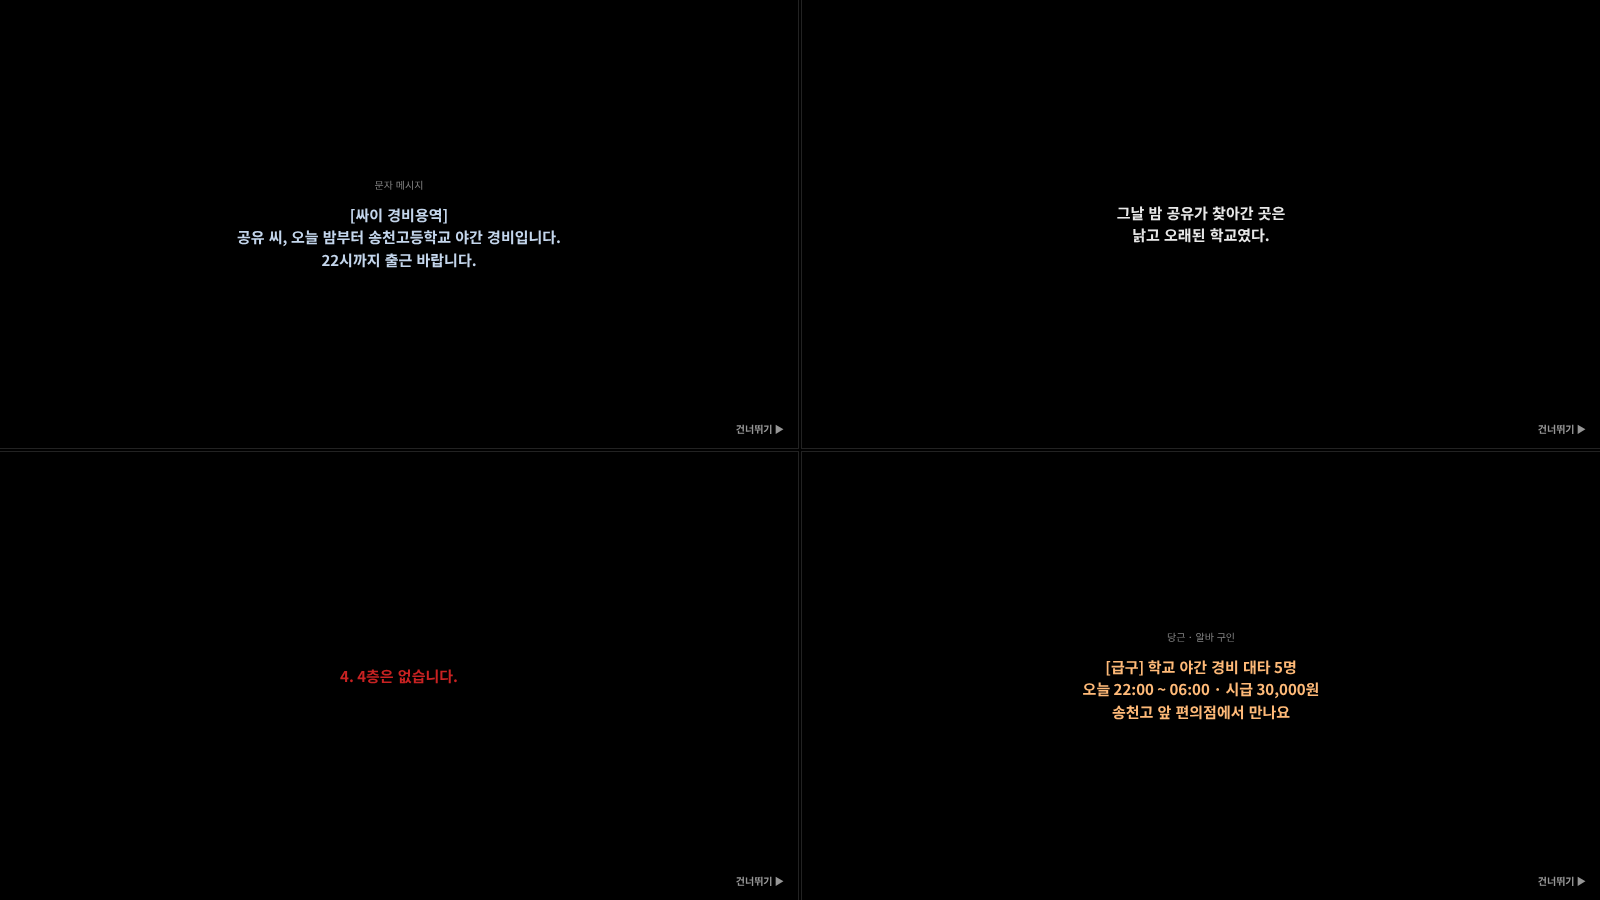 문자 메시지
[싸이 경비용역]
공유 씨, 오늘 밤부터 송천고등학교 야간 경비입니다.
22시까지 출근 바랍니다.
건너뛰기 ▶
그날 밤 공유가 찾아간 곳은
낡고 오래된 학교였다.
건너뛰기 ▶
4. 4층은 없습니다.
건너뛰기 ▶
당근 · 알바 구인
[급구] 학교 야간 경비 대타 5명
오늘 22:00 ~ 06:00 · 시급 30,000원
송천고 앞 편의점에서 만나요
건너뛰기 ▶